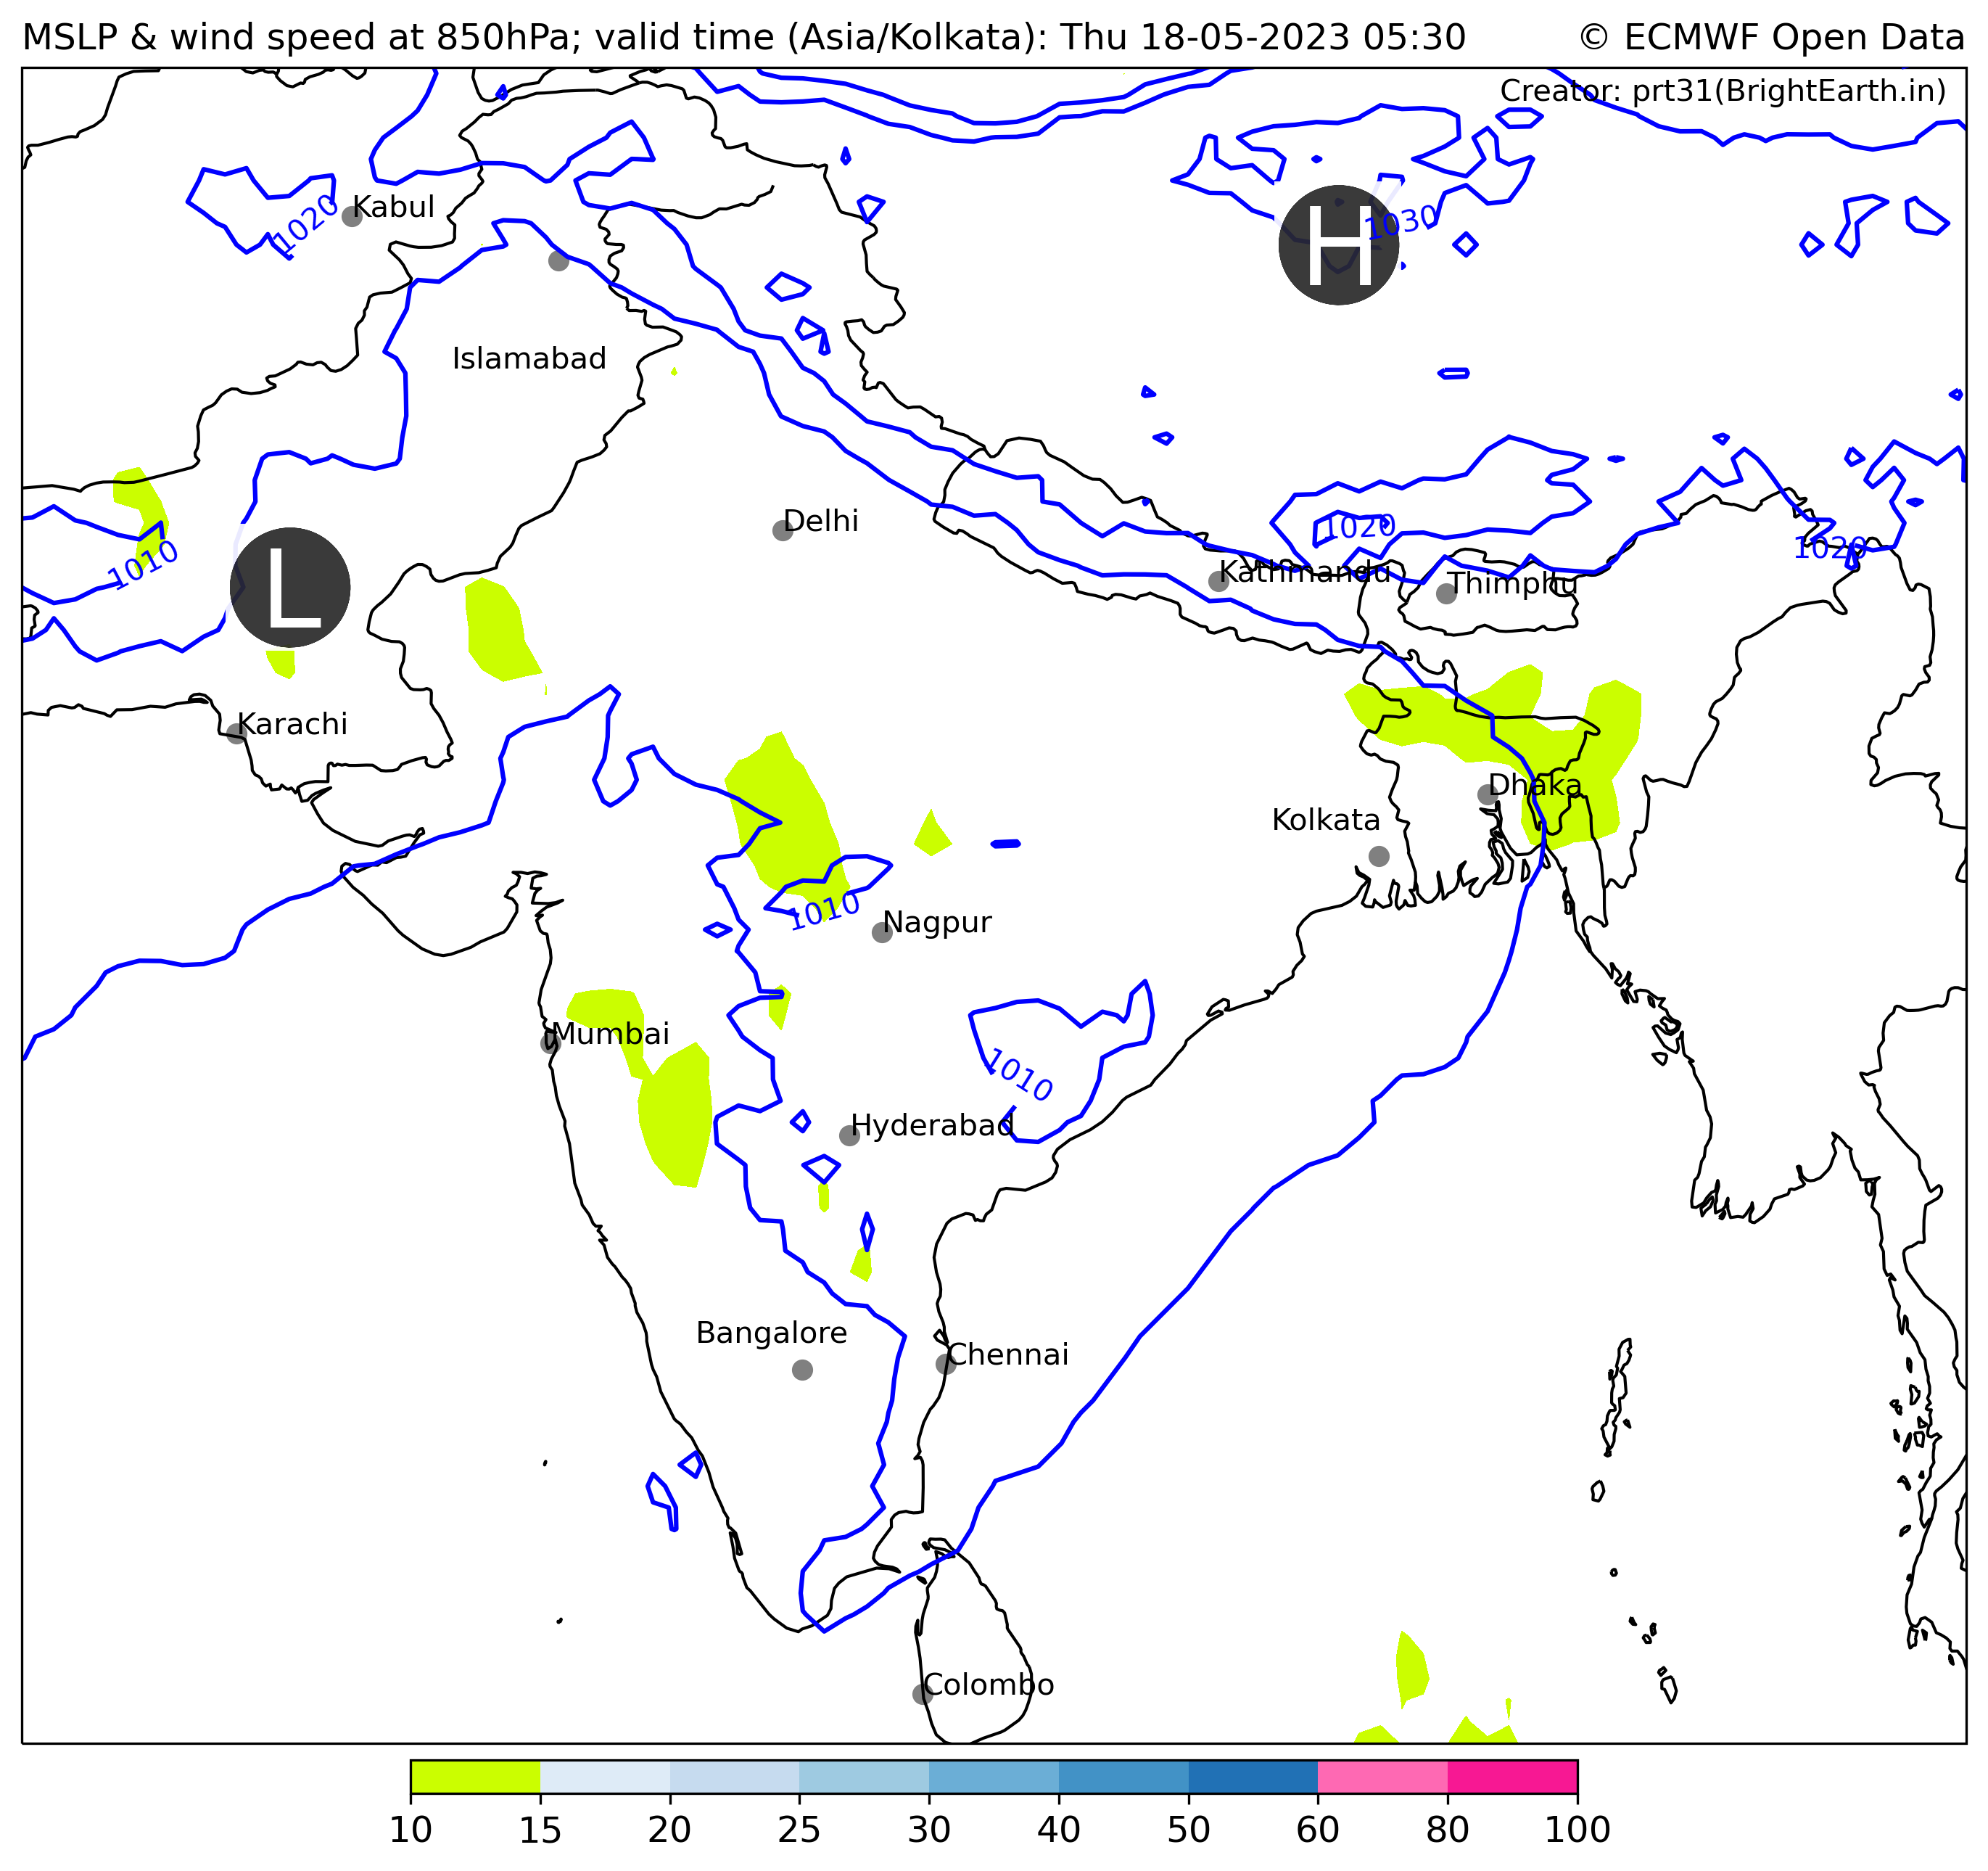 MSLP & wind speed at 850hPa; valid time (Asia/Kolkata): Thu 18-05-2023 05:30
© ECMWF Open Data
Creator: prt31(BrightEarth.in)
Kabul
1020
1030
H
Islamabad
Delhi
1020
1020
1010
L
Kathmandu
Thimphu
Karachi
Dhaka
Kolkata
1010
Nagpur
Mumbai
1010
Hyderabad
Bangalore
Chennai
Colombo
10 15 20 25 30 40 50 60 80 100